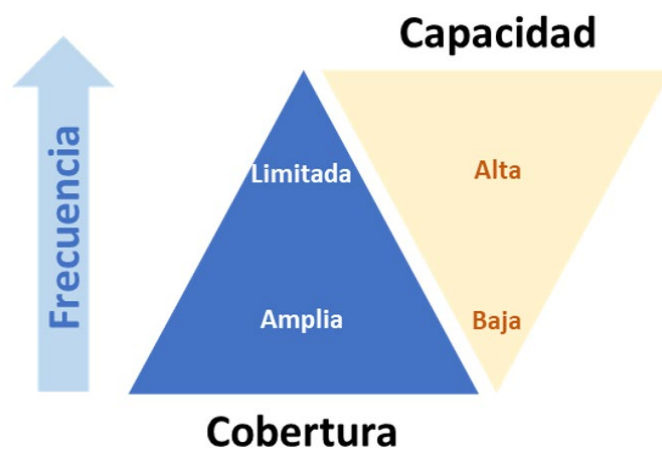 Capacidad
Frecuencia
Limitada
Alta
Amplia
Baja
Cobertura